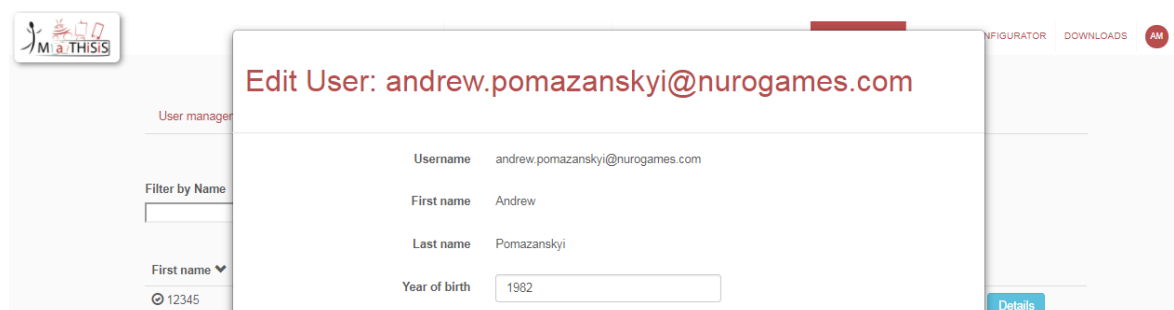 MaTHiSiS
NFIGURATOR DOWNLOADS AM
Edit User: andrew.pomazanskyi@nurogames.com
User manager
Username andrew.pomazanskyi@nurogames.com
Filter by Name
First name Andrew
Last name Pomazanskyi
First name
Year of birth 1982
12345
Details